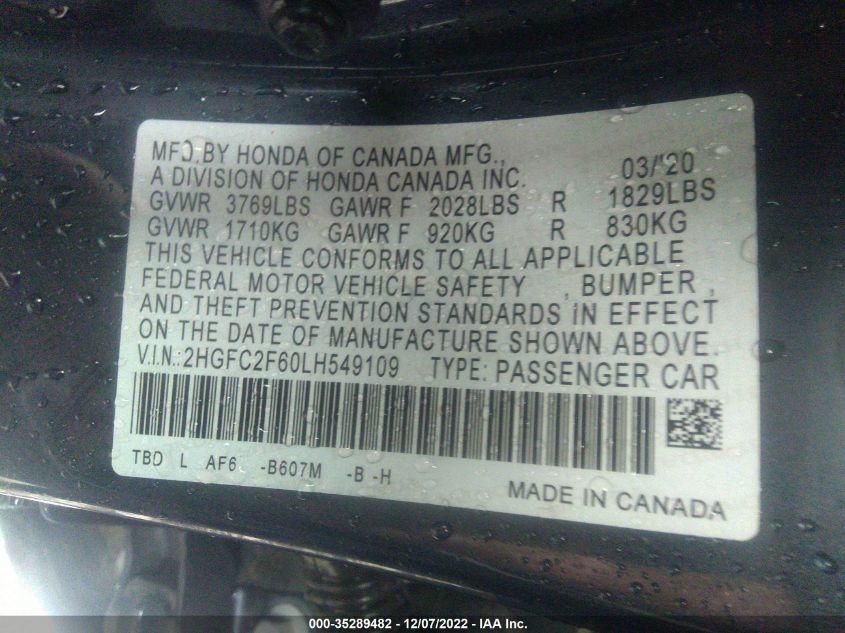 MFD.BY HONDA OF CANADA MFG., 03/'20
A DIVISION OF HONDA CANADA INC.
GVWR 3769LBS GAWR F 2028LBS R 1829LBS
GVWR 1710KG GAWR F 920KG R 830KG
THIS VEHICLE CONFORMS TO ALL APPLICABLE
FEDERAL MOTOR VEHICLE SAFETY , BUMPER ,
AND THEFT PREVENTION STANDARDS IN EFFECT
ON THE DATE OF MANUFACTURE SHOWN ABOVE.
V.I.N.:2HGFC2F60LH549109 TYPE: PASSENGER CAR
TBD L AF6 -B607M -B -H
MADE IN CANADA
000-35289482 - 12/07/2022 - IAA Inc.